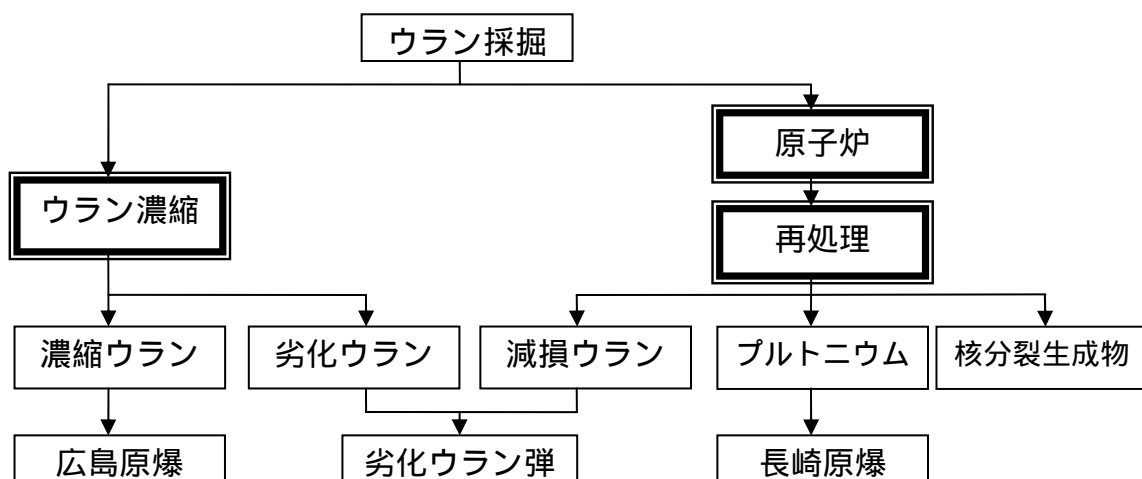 ウラン採掘
原子炉
ウラン濃縮
再処理
濃縮ウラン
劣化ウラン
減損ウラン
プルトニウム
核分裂生成物
広島原爆
劣化ウラン弾
長崎原爆